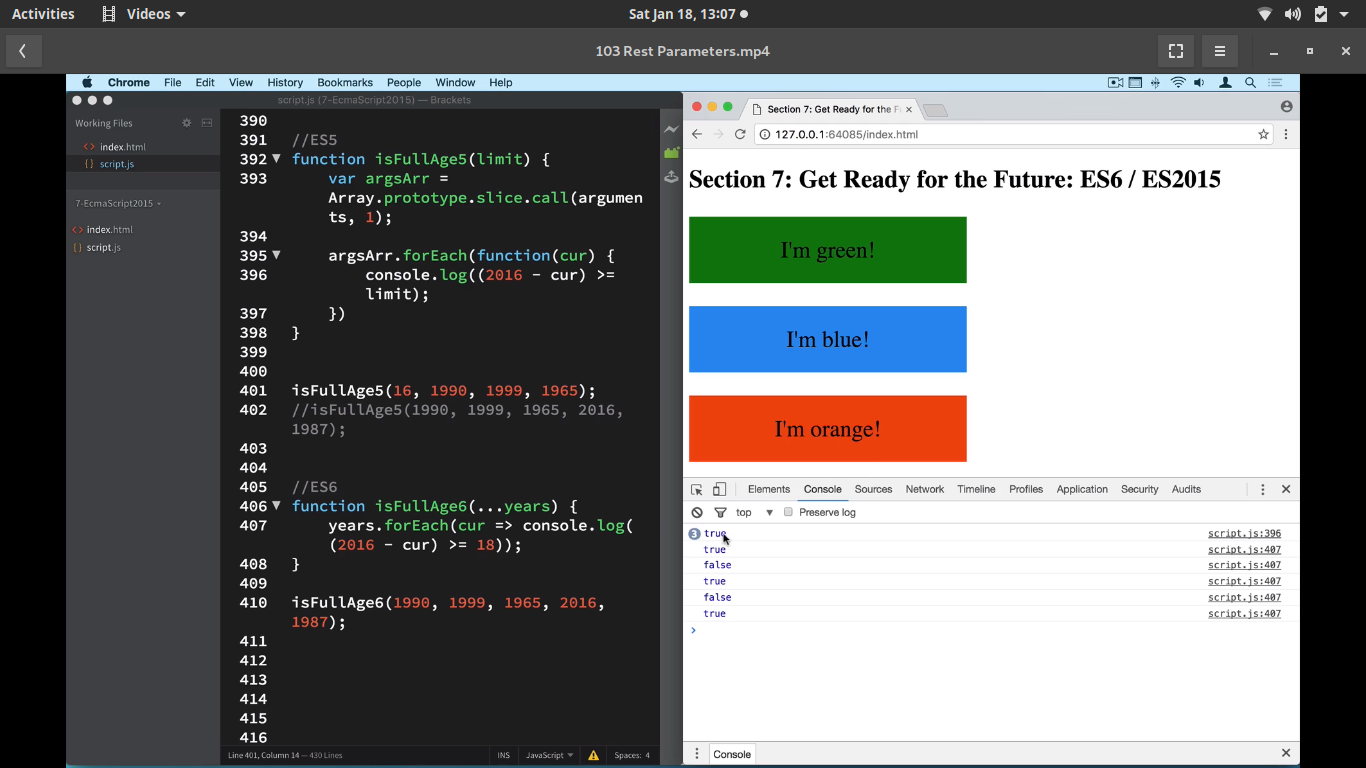 Activities Videos Sat Jan 18, 13:07
103 Rest Parameters.mp4
Chrome File Edit View History Bookmarks People Window Help
script.js (7-EcmaScript2015) — Brackets
Working Files
<> index.html
{} script.js
7-EcmaScript2015
<> index.html
{} script.js
390
391 //ES5
392 function isFullAge5(limit) {
393 var argsArr =
Array.prototype.slice.call(argumen
ts, 1);
394
395 argsArr.forEach(function(cur) {
396 console.log((2016 - cur) >=
limit);
397 })
398 }
399
400
401 isFullAge5(16, 1990, 1999, 1965);
402 //isFullAge5(1990, 1999, 1965, 2016,
1987);
403
404
405 //ES6
406 function isFullAge6(...years) {
407 years.forEach(cur => console.log(
(2016 - cur) >= 18));
408 }
409
410 isFullAge6(1990, 1999, 1965, 2016,
1987);
411
412
413
414
415
416
Line 401, Column 14 — 430 Lines INS JavaScript Spaces: 4
Section 7: Get Ready for the F
127.0.0.1:64085/index.html
Section 7: Get Ready for the Future: ES6 / ES2015
I'm green!
I'm blue!
I'm orange!
Elements Console Sources Network Timeline Profiles Application Security Audits
top Preserve log
3 true script.js:396
true script.js:407
false script.js:407
true script.js:407
false script.js:407
true script.js:407
>
Console